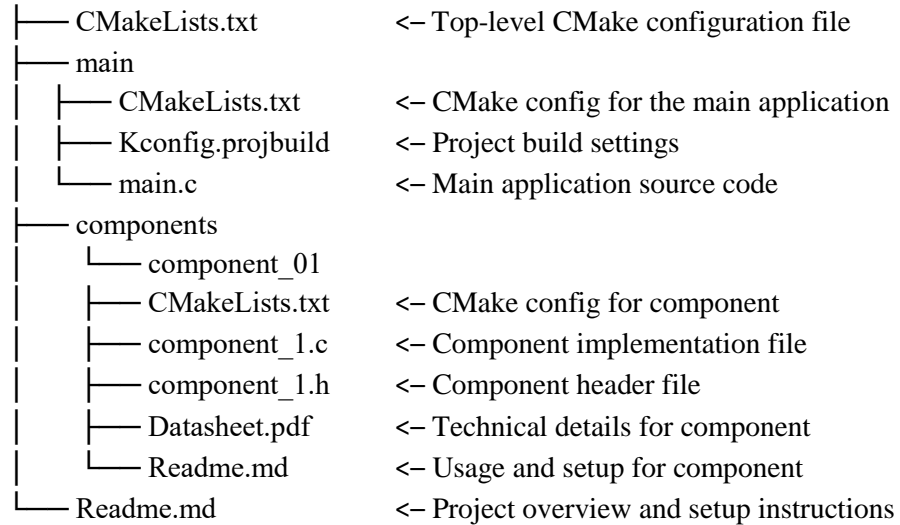 ├── CMakeLists.txt <– Top-level CMake configuration file
├── main
│ ├── CMakeLists.txt <– CMake config for the main application
│ ├── Kconfig.projbuild <– Project build settings
│ └── main.c <– Main application source code
├── components
│ └── component_01
│ ├── CMakeLists.txt <– CMake config for component
│ ├── component_1.c <– Component implementation file
│ ├── component_1.h <– Component header file
│ ├── Datasheet.pdf <– Technical details for component
│ └── Readme.md <– Usage and setup for component
└── Readme.md <– Project overview and setup instructions